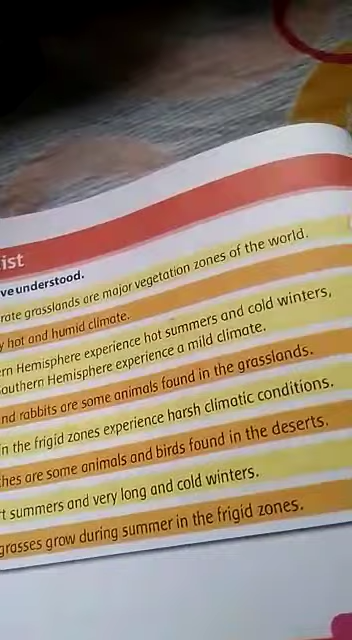 ist
ve understood.
rate grasslands are major vegetation zones of the world.
y hot and humid climate.
ern Hemisphere experience hot summers and cold winters,
outhern Hemisphere experience a mild climate.
nd rabbits are some animals found in the grasslands.
in the frigid zones experience harsh climatic conditions.
hes are some animals and birds found in the deserts.
t summers and very long and cold winters.
grasses grow during summer in the frigid zones.